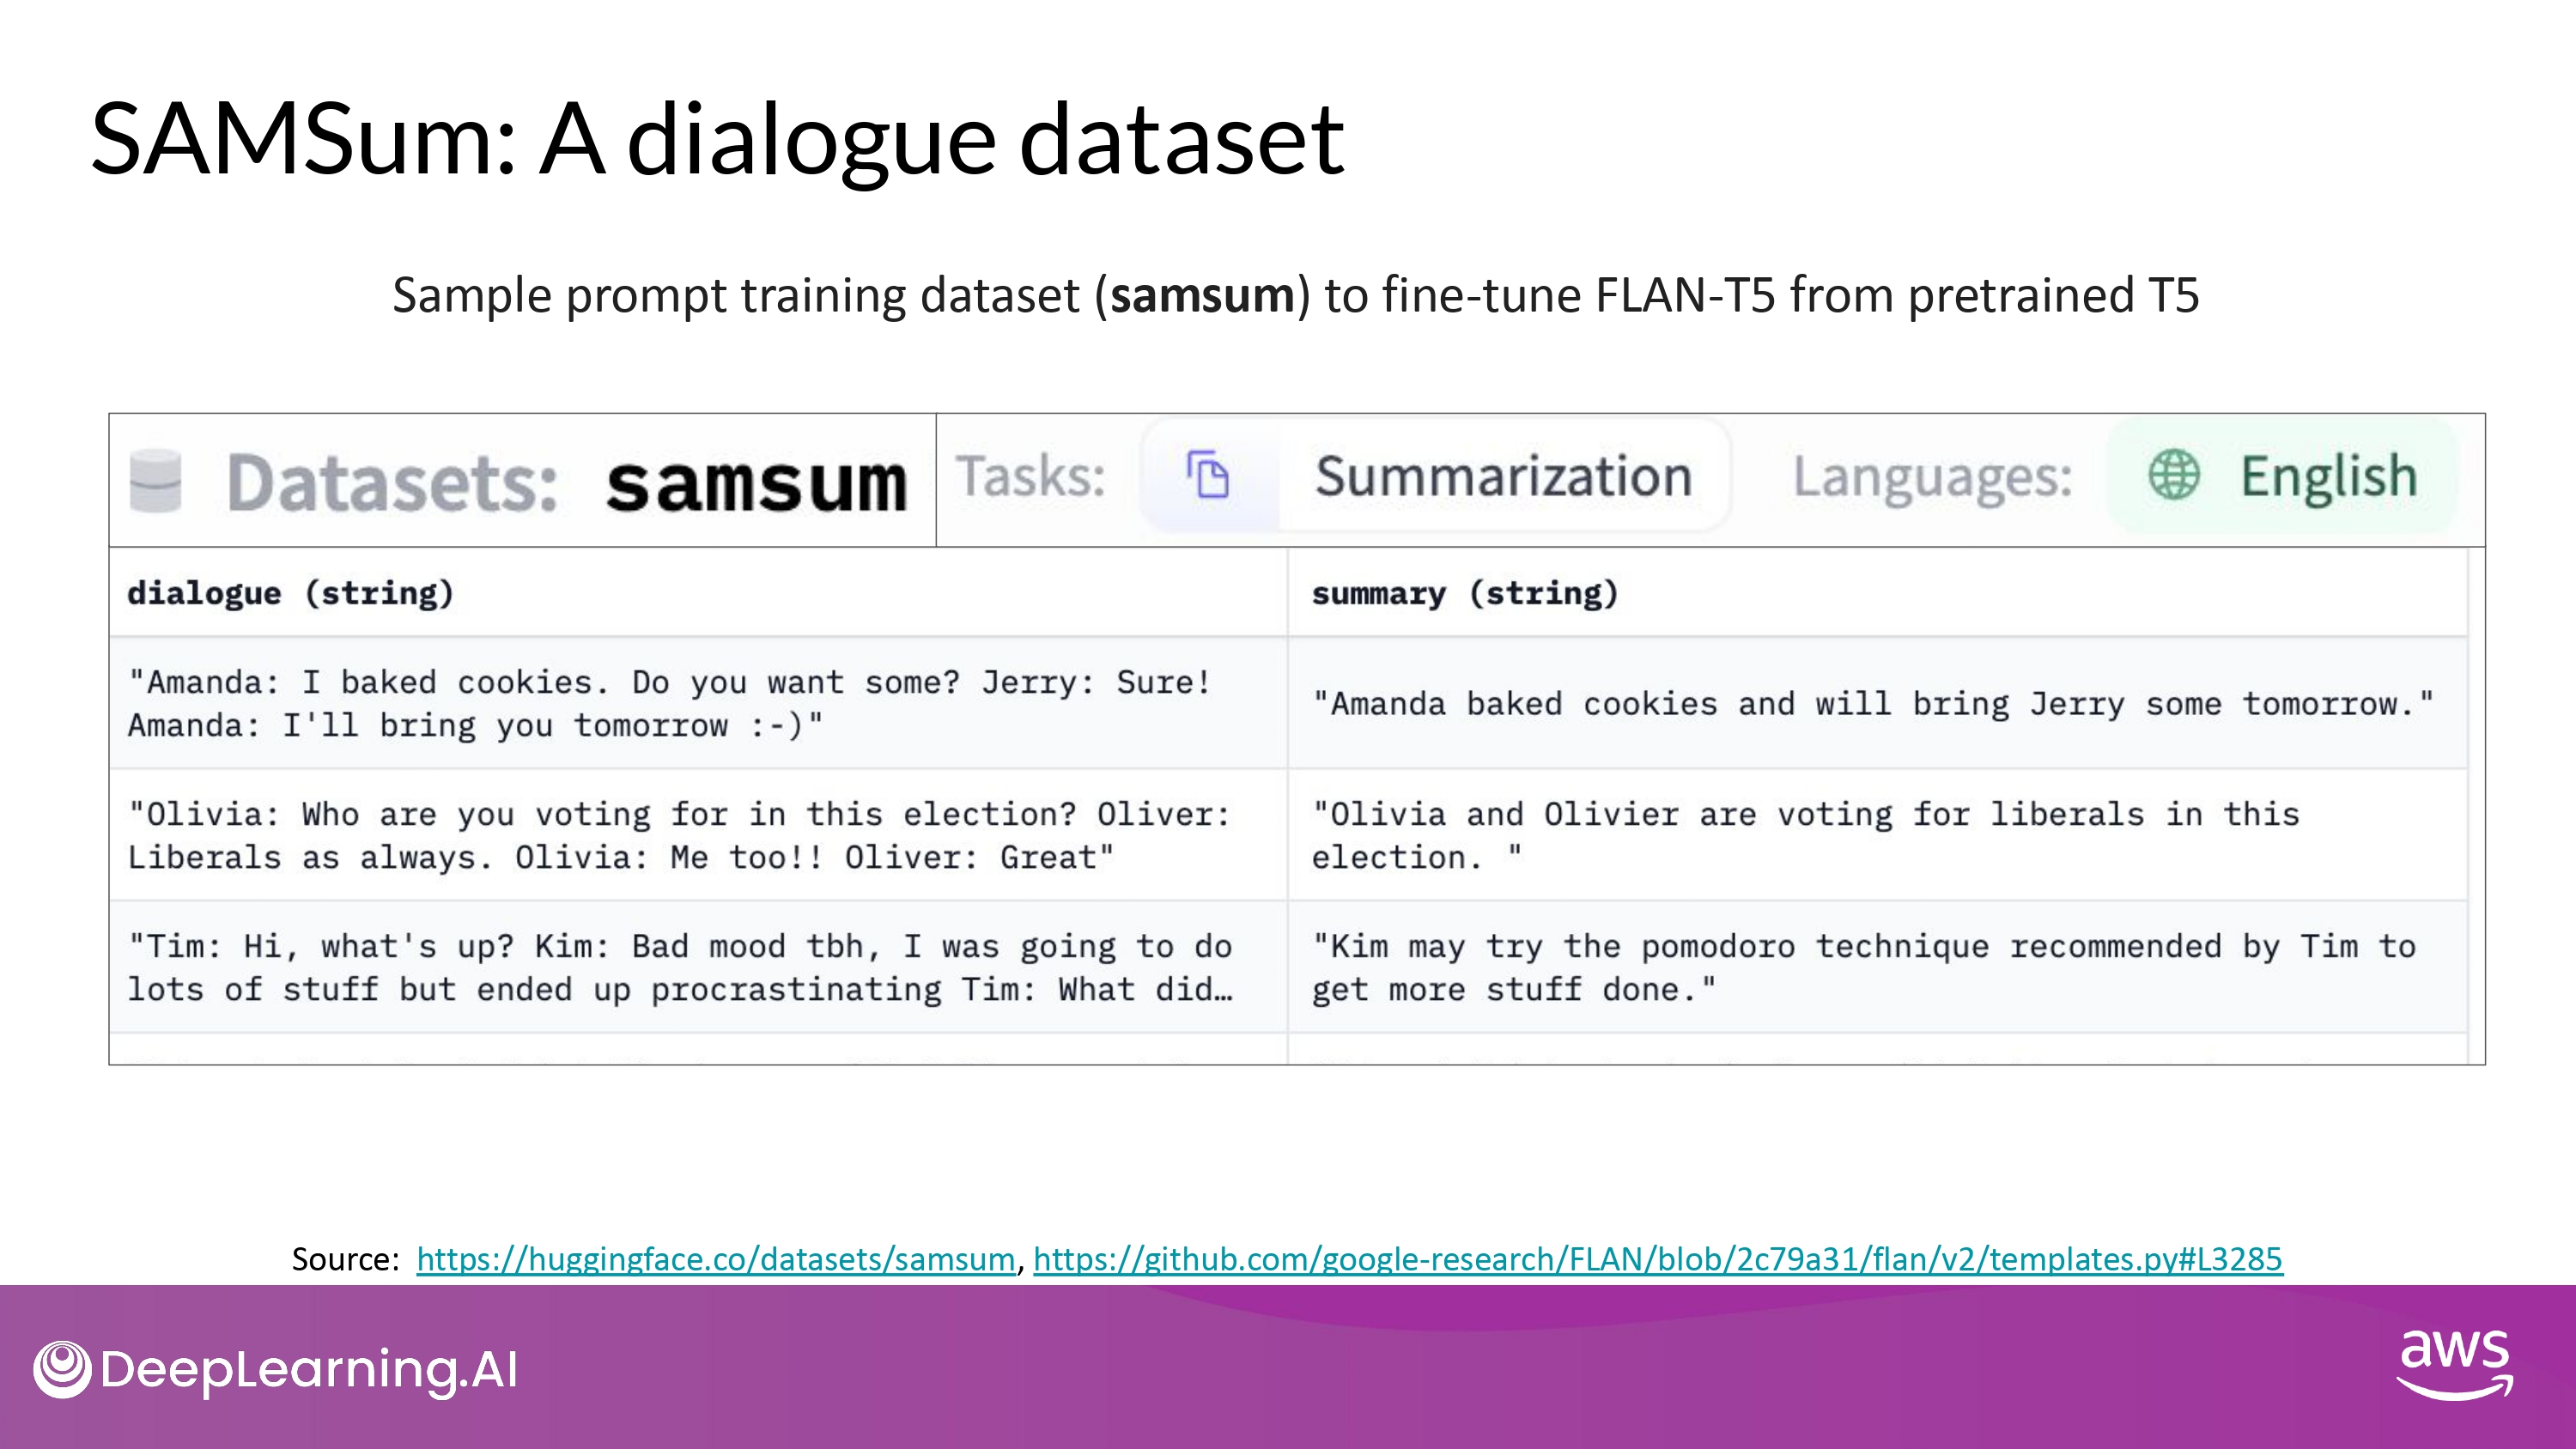 SAMSum: A dialogue dataset
Sample prompt training dataset (samsum) to fine-tune FLAN-T5 from pretrained T5
Datasets: samsum
Tasks: Summarization Languages: English
dialogue (string)
summary (string)
"Amanda: I baked cookies. Do you want some? Jerry: Sure!
Amanda: I'll bring you tomorrow :-)"
"Amanda baked cookies and will bring Jerry some tomorrow."
"Olivia: Who are you voting for in this election? Oliver:
Liberals as always. Olivia: Me too!! Oliver: Great"
"Olivia and Olivier are voting for liberals in this
election. "
"Tim: Hi, what's up? Kim: Bad mood tbh, I was going to do
lots of stuff but ended up procrastinating Tim: What did…
"Kim may try the pomodoro technique recommended by Tim to
get more stuff done."
Source: https://huggingface.co/datasets/samsum, https://github.com/google-research/FLAN/blob/2c79a31/flan/v2/templates.py#L3285
DeepLearning.AI
aws